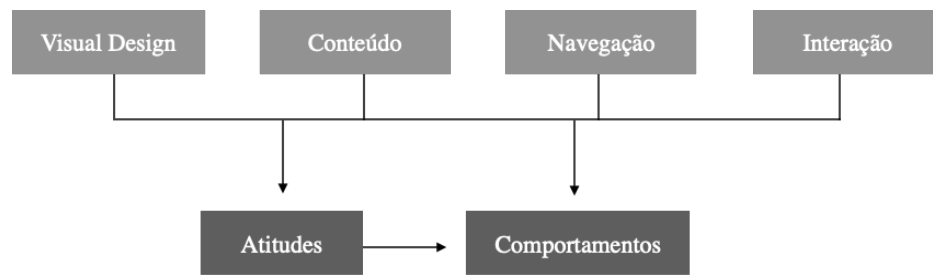 Visual Design
Conteúdo
Navegação
Interação
Atitudes
Comportamentos